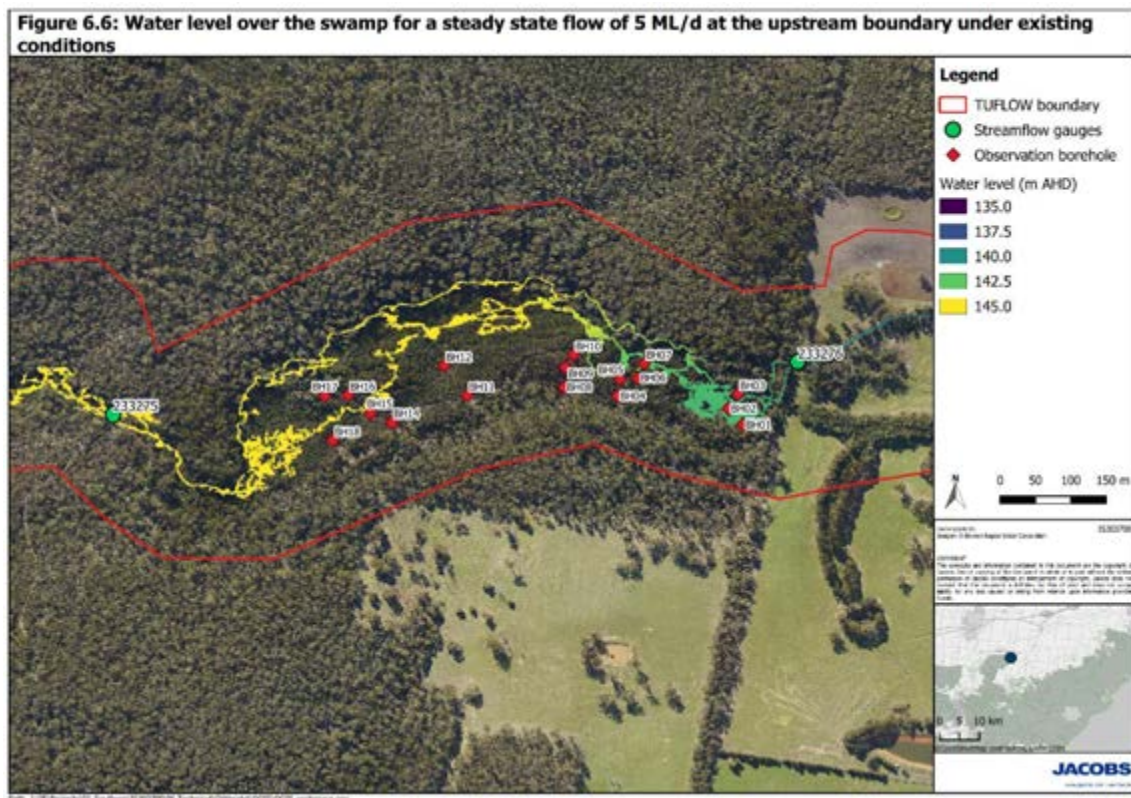 Figure 6.6: Water level over the swamp for a steady state flow of 5 ML/d at the upstream boundary under existing
conditions
Legend
TUFLOW boundary
Streamflow gauges
Observation borehole
Water level (m AHD)
135.0
137.5
140.0
142.5
145.0
233275
233276
BH17
BH16
BH15
BH14
BH18
BH12
BH13
BH10
BH09
BH08
BH05
BH07
BH06
BH04
BH03
BH02
BH01
N
0 50 100 150 m
0 5 10 km
JACOBS